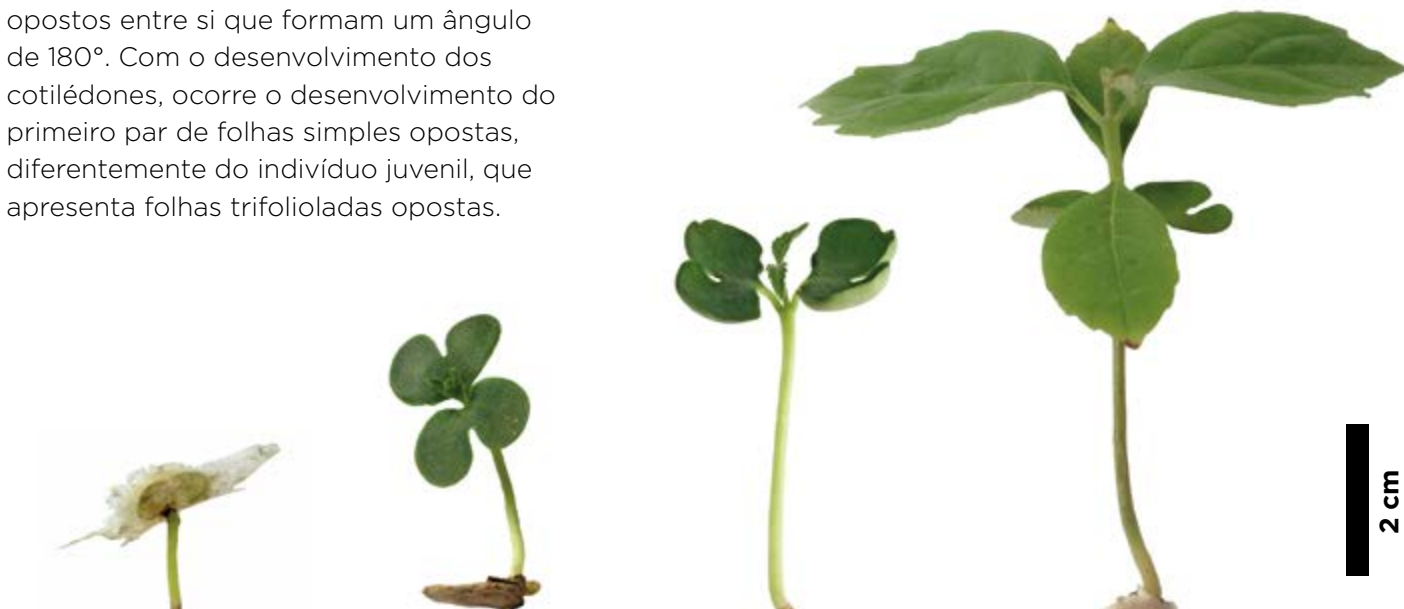 opostos entre si que formam um ângulo
de 180°. Com o desenvolvimento dos
cotilédones, ocorre o desenvolvimento do
primeiro par de folhas simples opostas,
diferentemente do indivíduo juvenil, que
apresenta folhas trifolioladas opostas.
2 cm